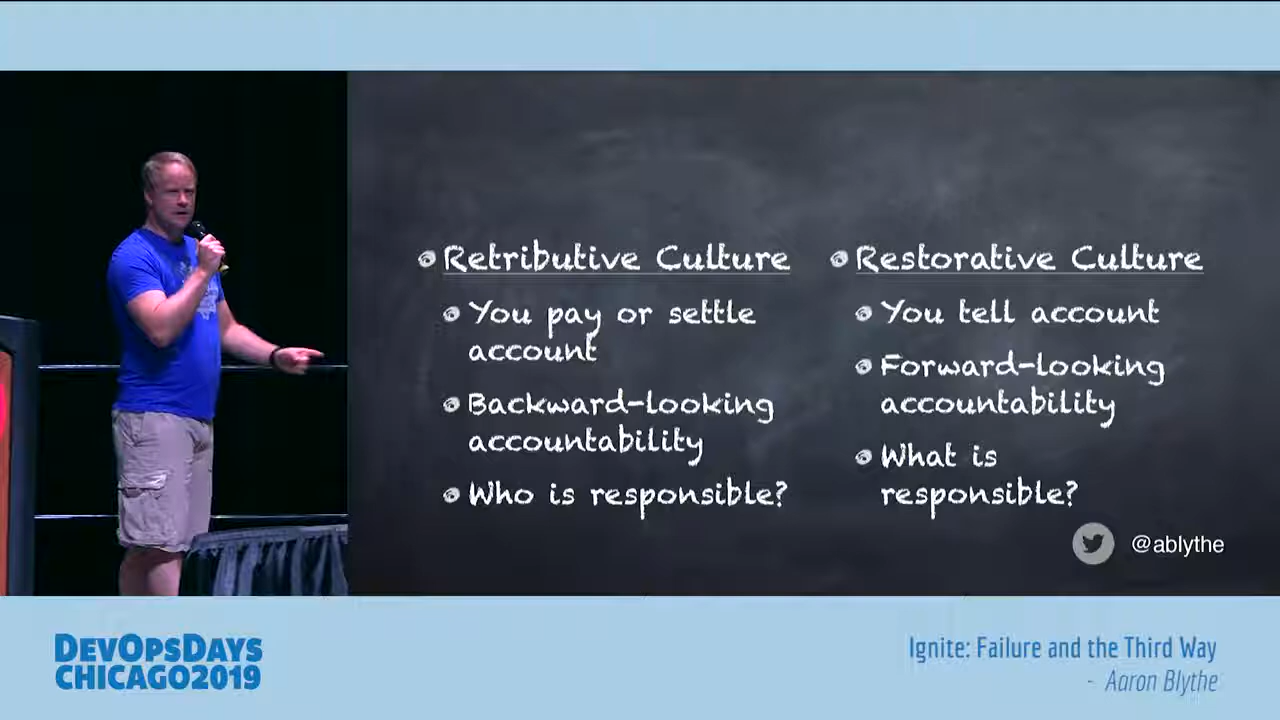 Retributive Culture
You pay or settle
account
Backward-looking
accountability
Who is responsible?
Restorative Culture
You tell account
Forward-looking
accountability
What is
responsible?
@ablythe
DEVOPSDAYS
CHICAGO2019
Ignite: Failure and the Third Way
- Aaron Blythe